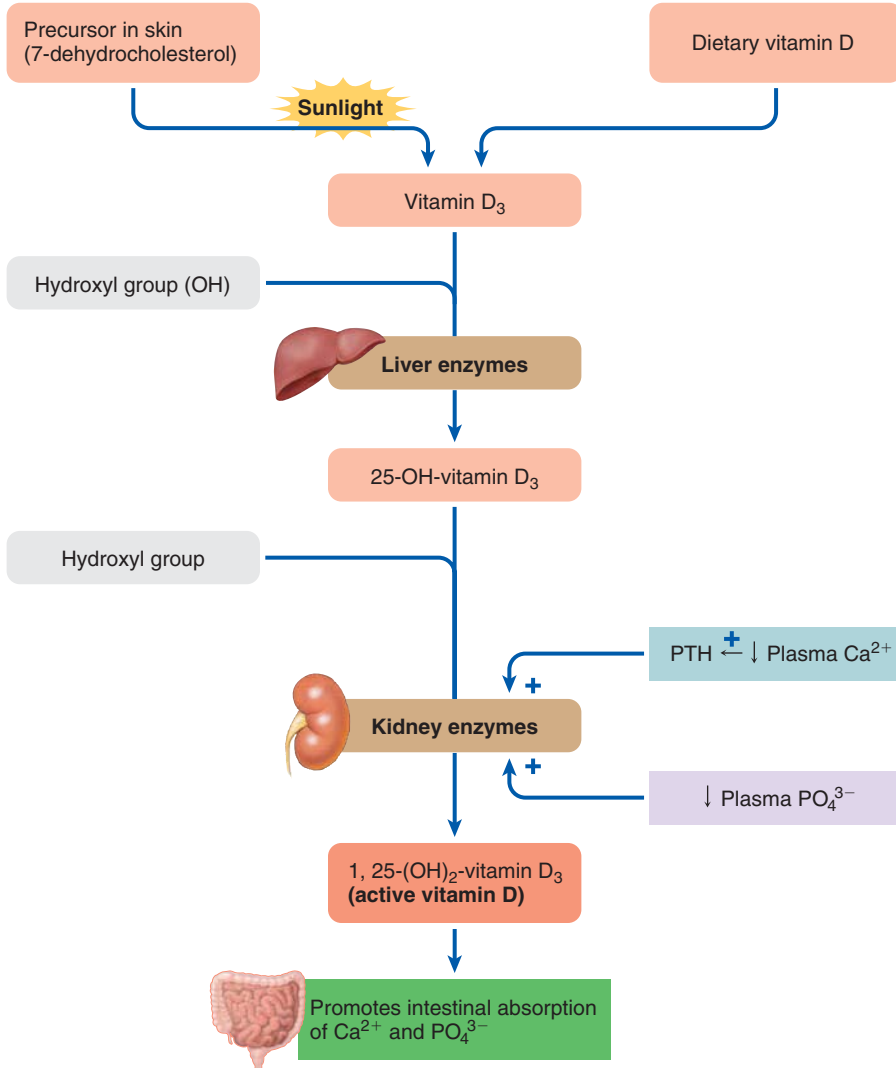 Precursor in skin
(7-dehydrocholesterol)
Dietary vitamin D
Sunlight
Vitamin D₃
Hydroxyl group (OH)
Liver enzymes
25-OH-vitamin D₃
Hydroxyl group
PTH ←+ ↓ Plasma Ca²⁺
+
Kidney enzymes
+
↓ Plasma PO₄³⁻
1, 25-(OH)₂-vitamin D₃
(active vitamin D)
Promotes intestinal absorption
of Ca²⁺ and PO₄³⁻